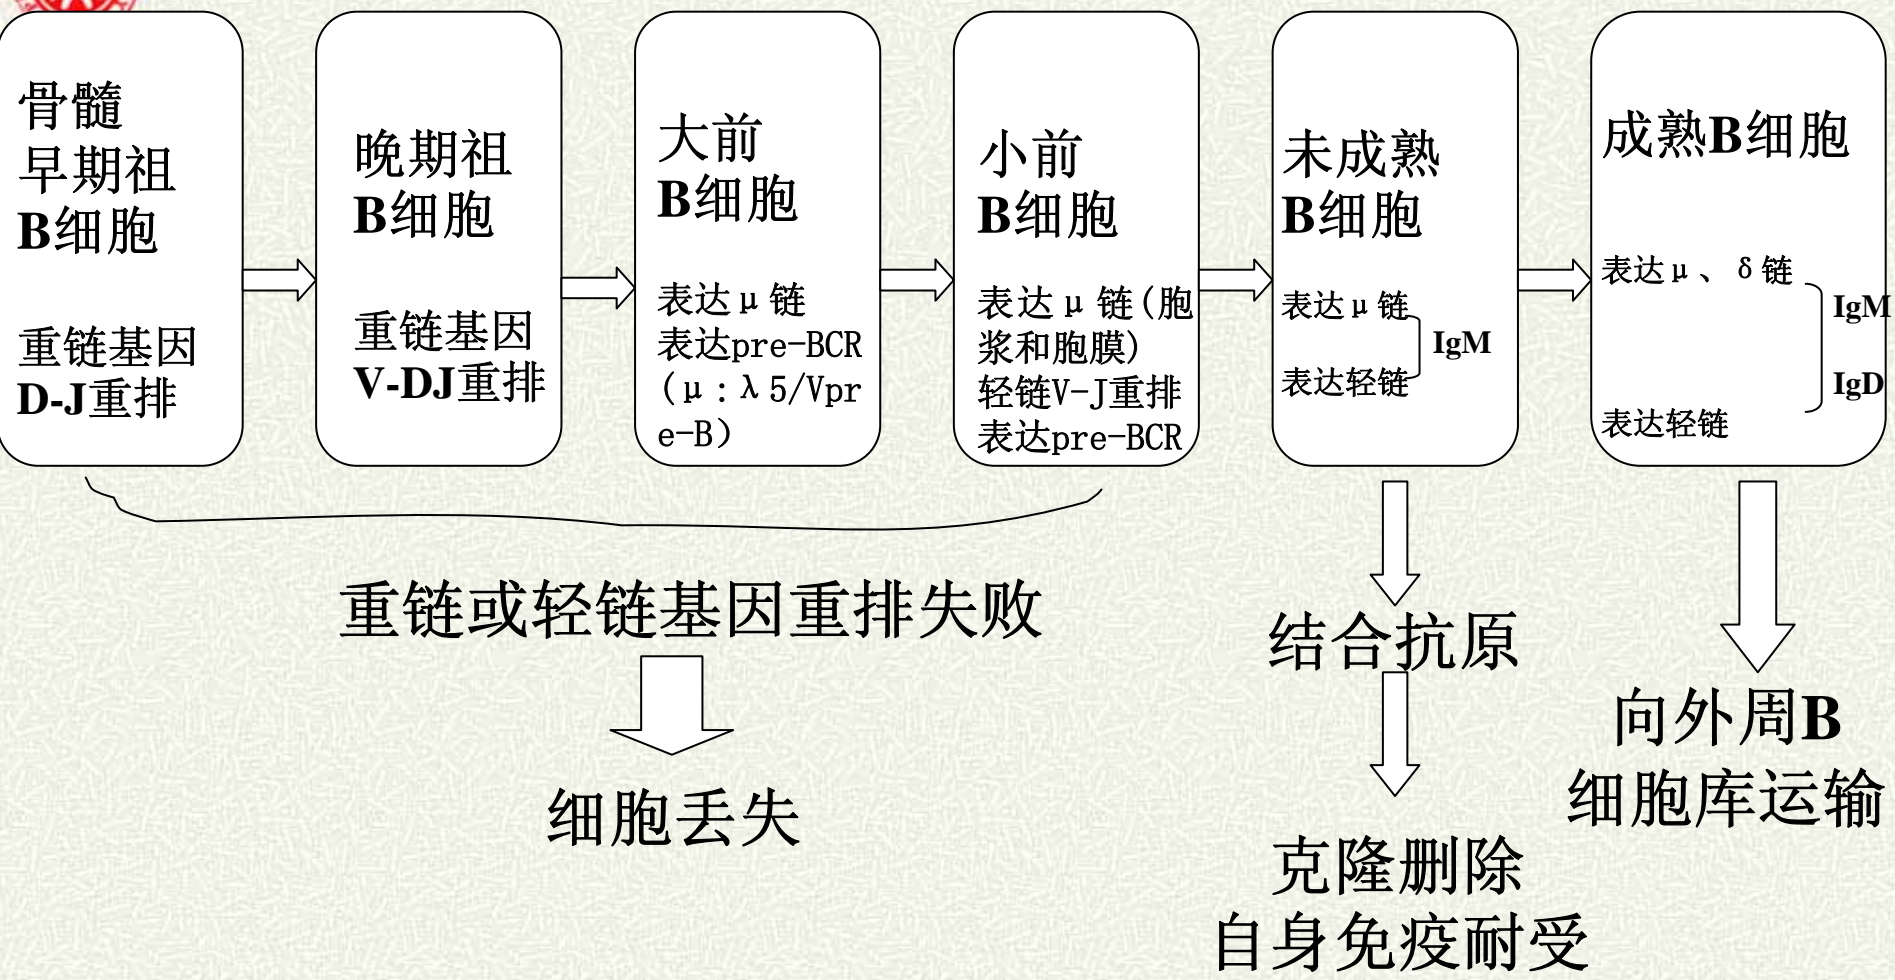 骨髓
早期祖
B细胞
重链基因
D-J重排
晚期祖
B细胞
重链基因
V-DJ重排
大前
B细胞
表达μ链
表达pre-BCR
(μ:λ5/Vpr
e-B)
小前
B细胞
表达μ链(胞
浆和胞膜)
轻链V-J重排
表达pre-BCR
未成熟
B细胞
表达μ链
IgM
表达轻链
成熟B细胞
表达μ、δ链
IgM
IgD
表达轻链
重链或轻链基因重排失败
细胞丢失
结合抗原
克隆删除
自身免疫耐受
向外周B
细胞库运输